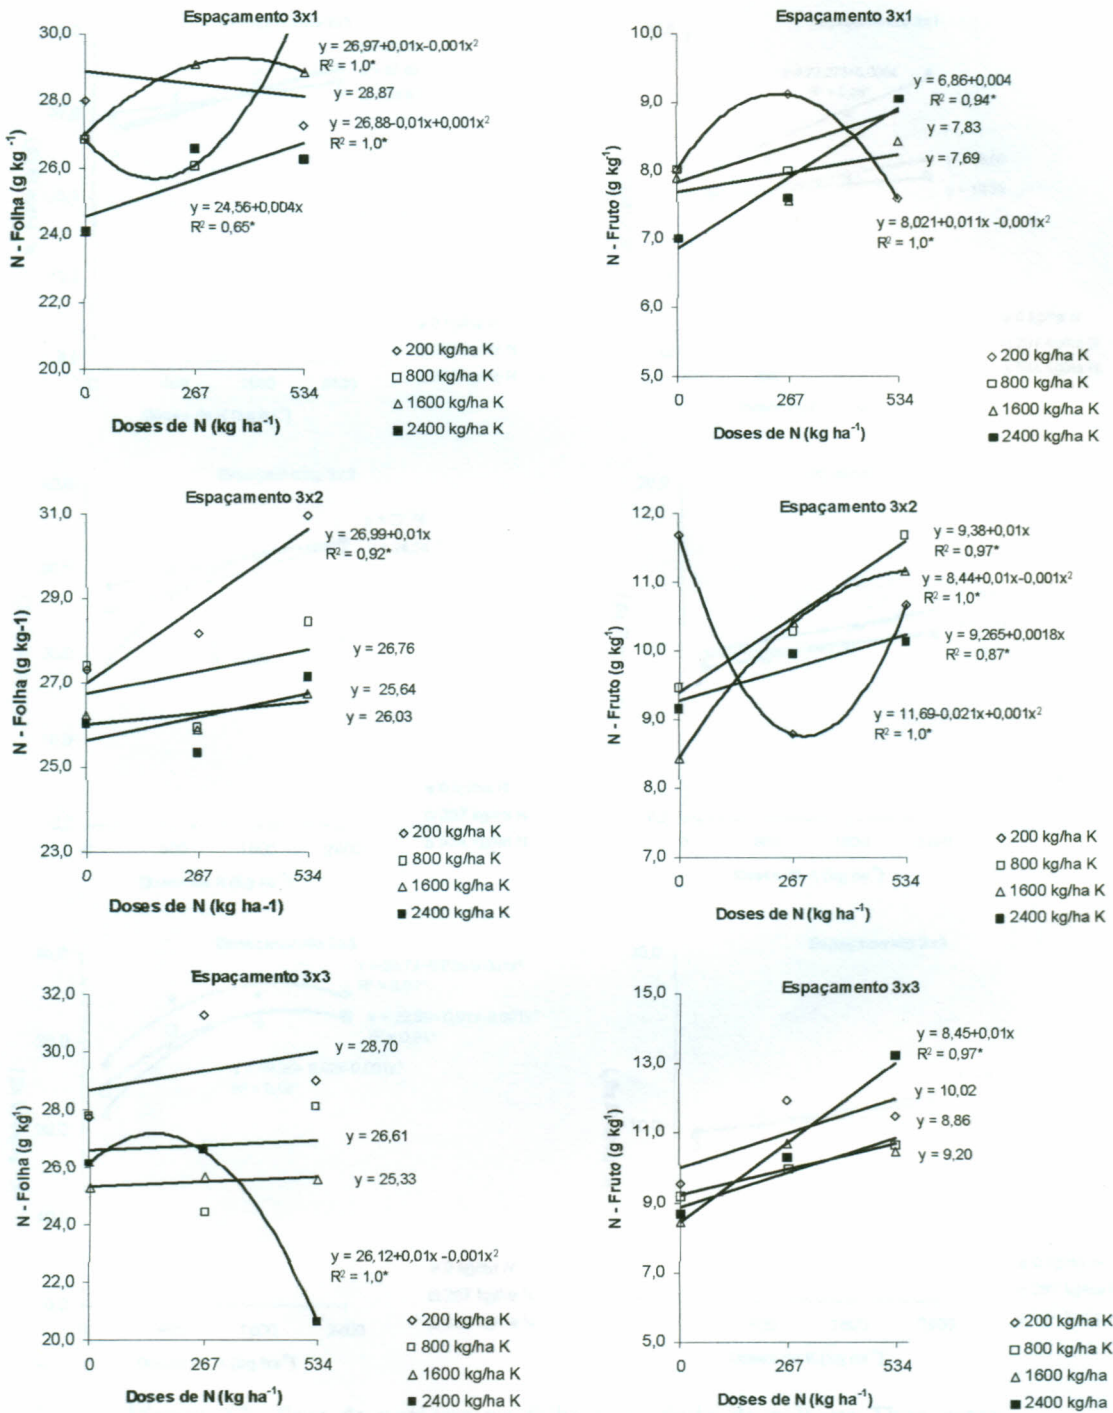 Espaçamento 3x1
30,0
28,0
26,0
24,0
22,0
20,0
N - Folha (g kg⁻¹)
y = 26,97+0,01x-0,001x²
R² = 1,0*
y = 28,87
y = 26,88-0,01x+0,001x²
R² = 1,0*
y = 24,56+0,004x
R² = 0,65*
0
267
534
Doses de N (kg ha⁻¹)
200 kg/ha K
800 kg/ha K
1600 kg/ha K
2400 kg/ha K
Espaçamento 3x1
10,0
9,0
8,0
7,0
6,0
5,0
N - Fruto (g kg⁻¹)
y = 6,86+0,004
R² = 0,94*
y = 7,83
y = 7,69
y = 8,021+0,011x -0,001x²
R² = 1,0*
0
267
534
Doses de N (kg ha⁻¹)
200 kg/ha K
800 kg/ha K
1600 kg/ha K
2400 kg/ha K
Espaçamento 3x2
31,0
29,0
27,0
25,0
23,0
N - Folha (g kg-1)
y = 26,99+0,01x
R² = 0,92*
y = 26,76
y = 25,64
y = 26,03
0
267
534
Doses de N (kg ha-1)
200 kg/ha K
800 kg/ha K
1600 kg/ha K
2400 kg/ha K
Espaçamento 3x2
12,0
11,0
10,0
9,0
8,0
7,0
N - Fruto (g kg⁻¹)
y = 9,38+0,01x
R² = 0,97*
y = 8,44+0,01x-0,001x²
R² = 1,0*
y = 9,265+0,0018x
R² = 0,87*
y = 11,69-0,021x+0,001x²
R² = 1,0*
0
267
534
Doses de N (kg ha⁻¹)
200 kg/ha K
800 kg/ha K
1600 kg/ha K
2400 kg/ha K
Espaçamento 3x3
32,0
30,0
28,0
26,0
24,0
22,0
20,0
N - Folha (g kg¹)
y = 28,70
y = 26,61
y = 25,33
y = 26,12+0,01x -0,001x²
R² = 1,0*
0
267
534
Doses de N (kg ha⁻¹)
200 kg/ha K
800 kg/ha K
1600 kg/ha K
2400 kg/ha K
Espaçamento 3x3
15,0
13,0
11,0
9,0
7,0
5,0
N - Fruto (g kg¹)
y = 8,45+0,01x
R² = 0,97*
y = 10,02
y = 8,86
y = 9,20
0
267
534
Doses de N (kg ha⁻¹)
200 kg/ha K
800 kg/ha K
1600 kg/ha
2400 kg/ha